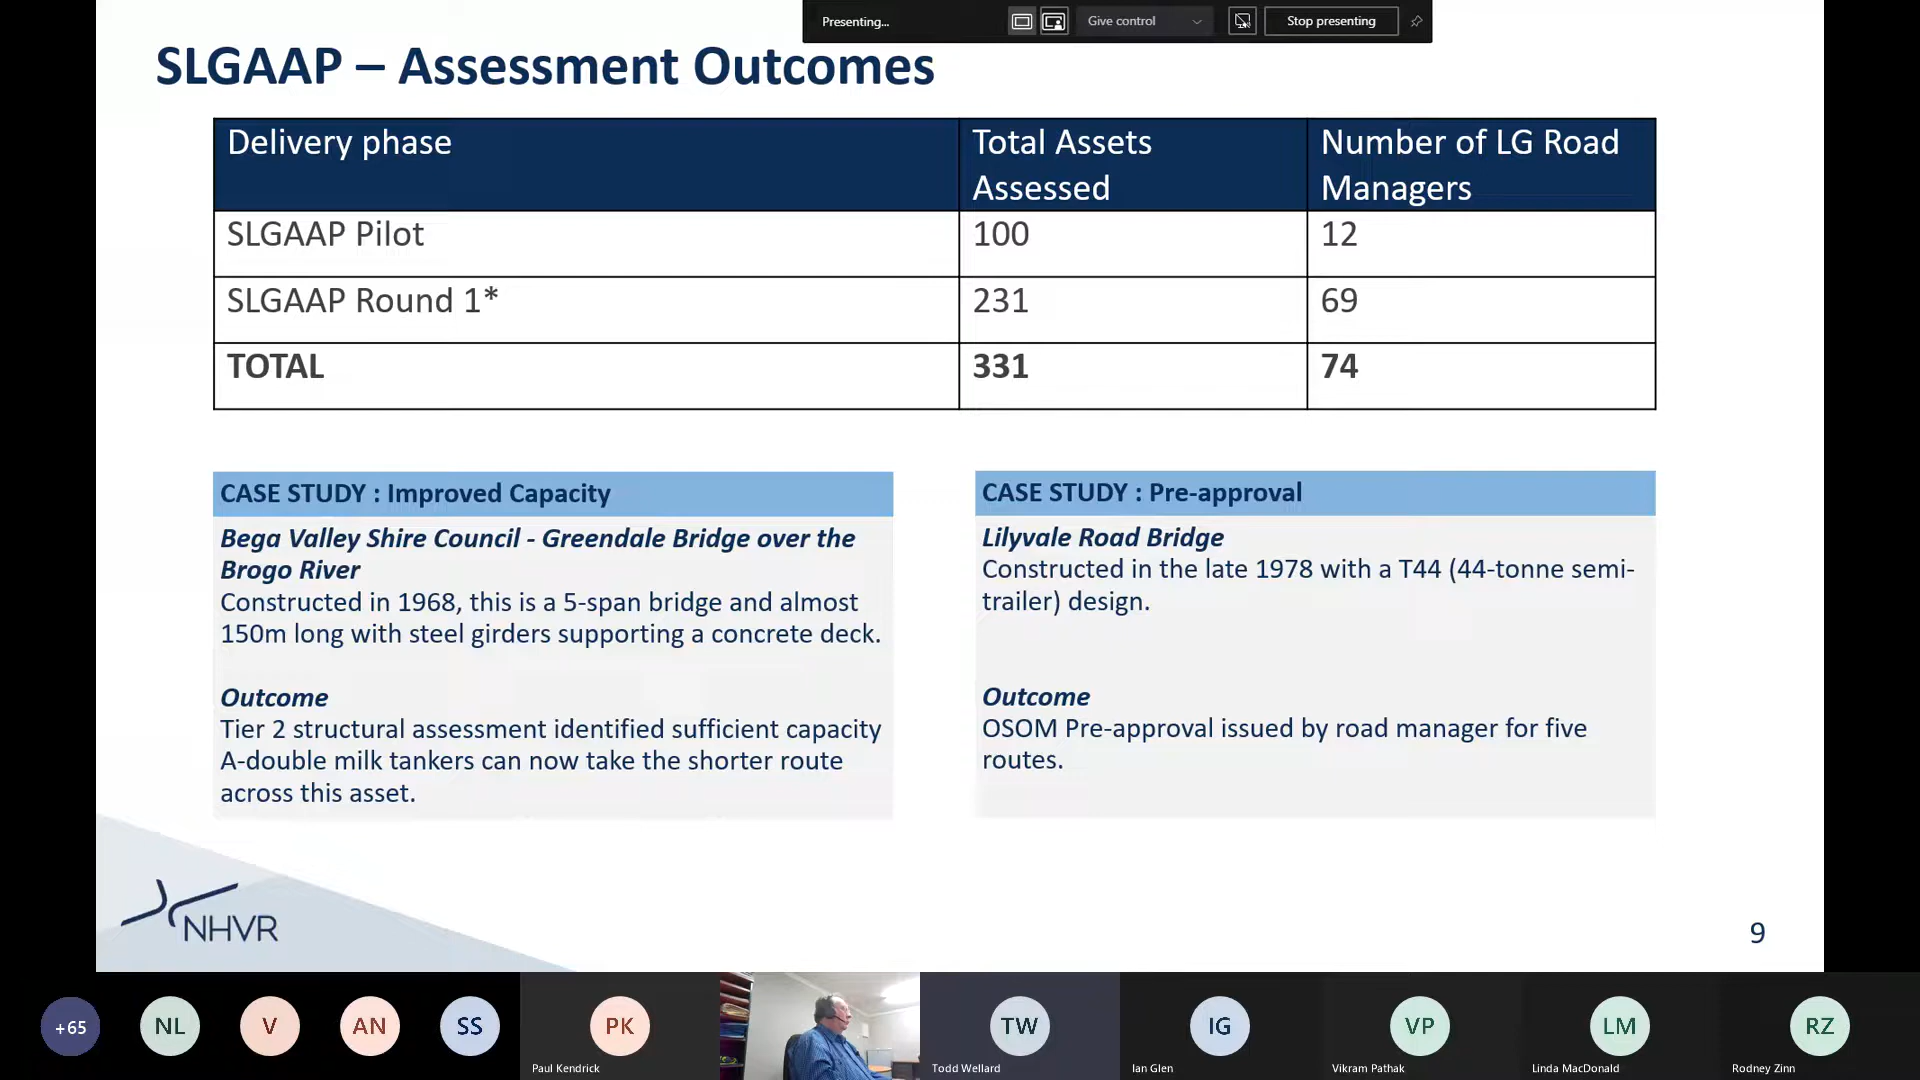 Presenting...
Give control
Stop presenting
SLGAAP – Assessment Outcomes
Delivery phase
Total Assets
Assessed
Number of LG Road
Managers
SLGAAP Pilot
100
12
SLGAAP Round 1*
231
69
TOTAL
331
74
CASE STUDY : Improved Capacity
Bega Valley Shire Council - Greendale Bridge over the
Brogo River
Constructed in 1968, this is a 5-span bridge and almost
150m long with steel girders supporting a concrete deck.
Outcome
Tier 2 structural assessment identified sufficient capacity
A-double milk tankers can now take the shorter route
across this asset.
CASE STUDY : Pre-approval
Lilyvale Road Bridge
Constructed in the late 1978 with a T44 (44-tonne semi-
trailer) design.
Outcome
OSOM Pre-approval issued by road manager for five
routes.
NHVR
9
+65
NL
V
AN
SS
PK
Paul Kendrick
TW
Todd Wellard
IG
Ian Glen
VP
Vikram Pathak
LM
Linda MacDonald
RZ
Rodney Zinn